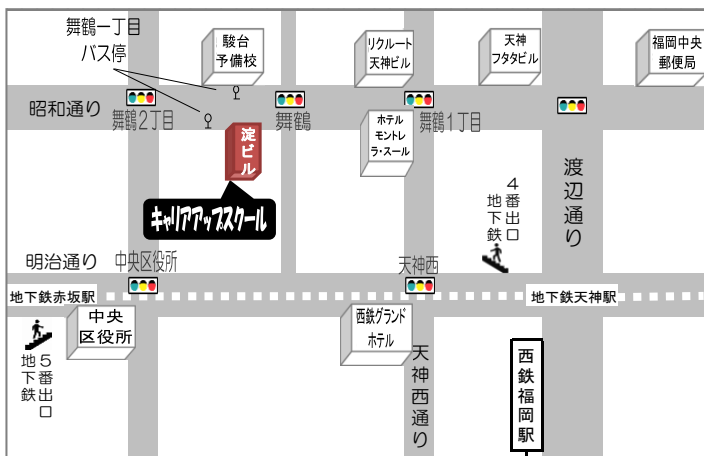 舞鶴一丁目
バス停
駿台
予備校
リクルート
天神ビル
天神
フタタビル
福岡中央
郵便局
昭和通り
舞鶴2丁目
舞鶴
ホテル
モントレ
ラ・スール
舞鶴1丁目
淀ビル
キャリアアップスクール
渡辺通り
4番出口
地下鉄
明治通り
中央区役所
天神西
地下鉄赤坂駅
地下鉄天神駅
中央
区役所
西鉄グランド
ホテル
5番出口
地下鉄
天神西通り
西鉄福岡駅